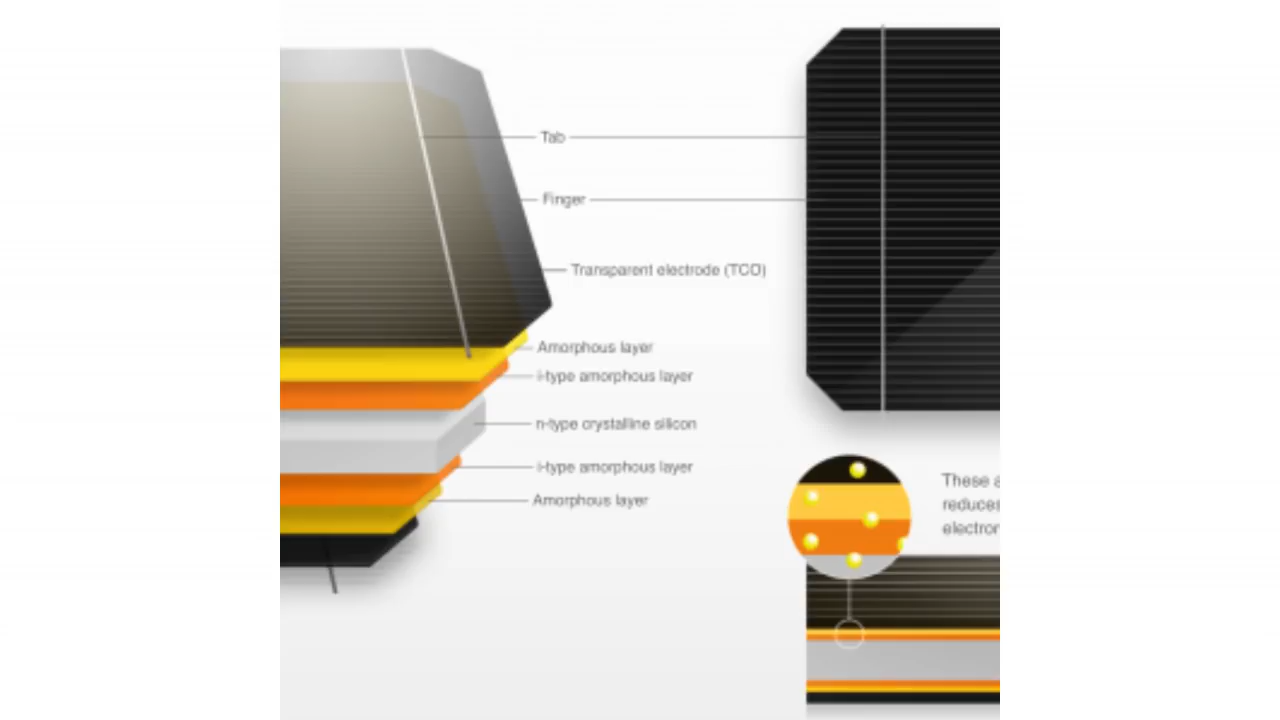 Tab
Finger
Transparent electrode (TCO)
Amorphous layer
i-type amorphous layer
n-type crystalline silicon
i-type amorphous layer
Amorphous layer
These
reduces
electron